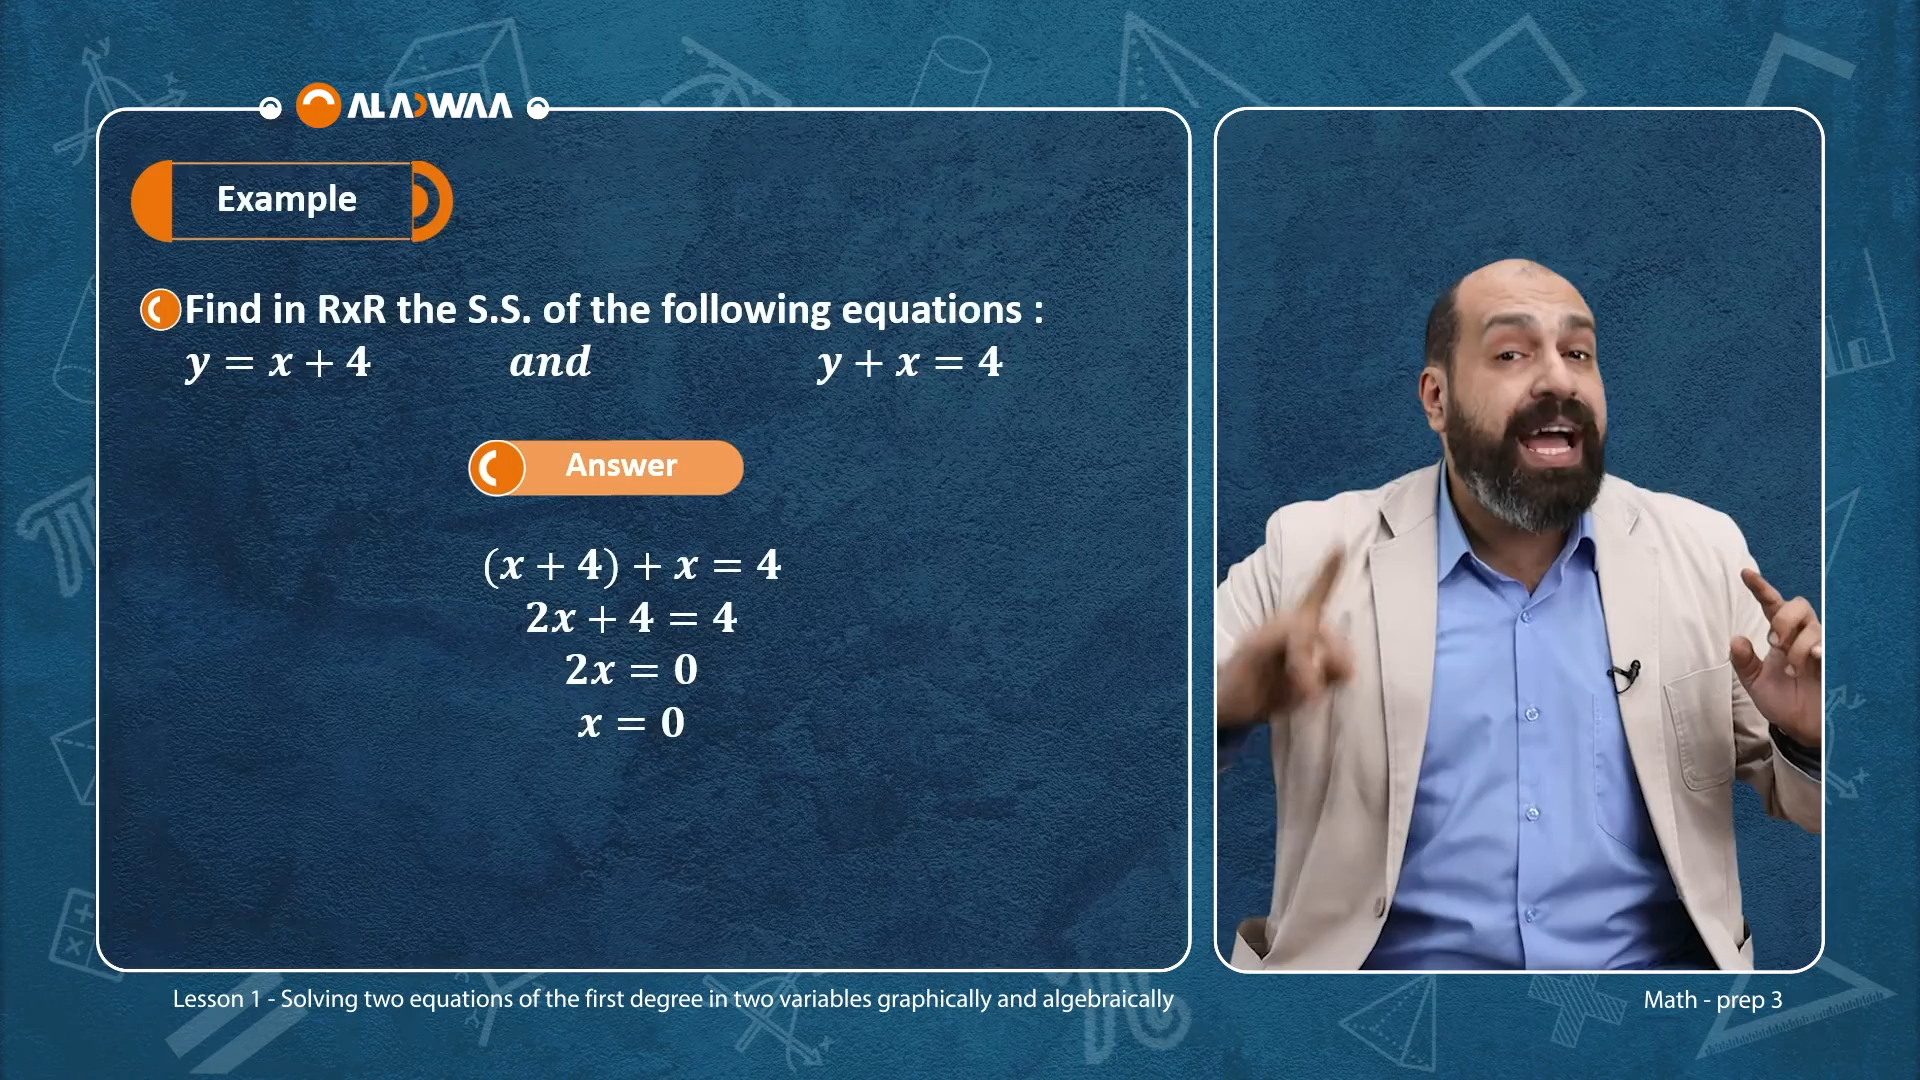 ALADWAA
Example
Find in RxR the S.S. of the following equations :
y = x + 4 and y + x = 4
Answer
(x + 4) + x = 4
2x + 4 = 4
2x = 0
x = 0
Lesson 1 - Solving two equations of the first degree in two variables graphically and algebraically
Math - prep 3